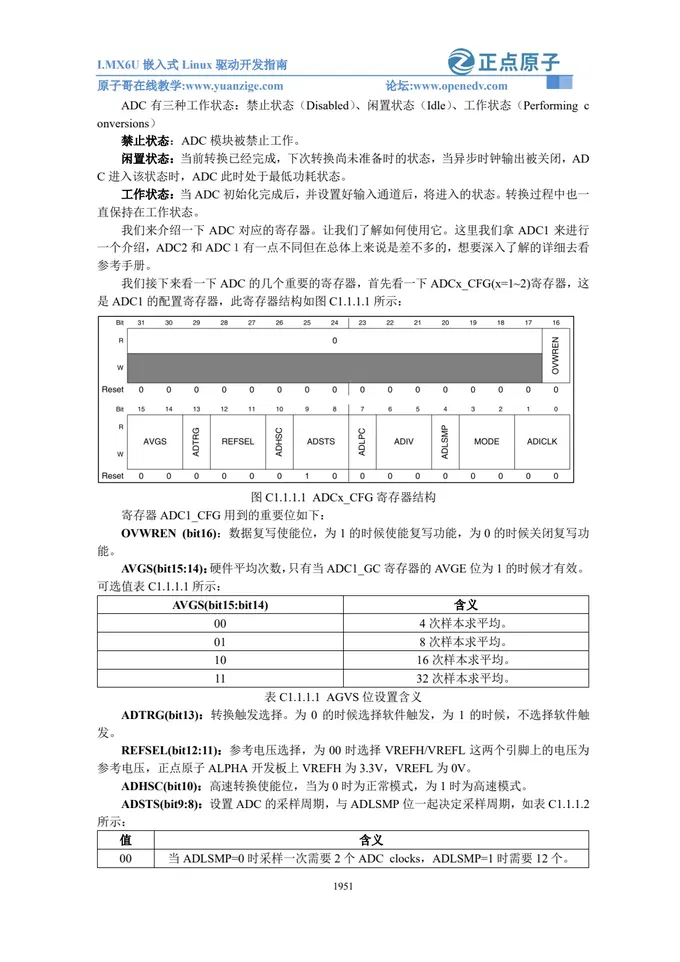 I.MX6U 嵌入式 Linux 驱动开发指南
正点原子
原子哥在线教学:www.yuanzige.com 论坛:www.openedv.com
ADC 有三种工作状态：禁止状态（Disabled）、闲置状态（Idle）、工作状态（Performing c
onversions）
禁止状态：ADC 模块被禁止工作。
闲置状态：当前转换已经完成，下次转换尚未准备时的状态，当异步时钟输出被关闭，AD
C 进入该状态时，ADC 此时处于最低功耗状态。
工作状态：当 ADC 初始化完成后，并设置好输入通道后，将进入的状态。转换过程中也一
直保持在工作状态。
我们来介绍一下 ADC 对应的寄存器。让我们了解如何使用它。这里我们拿 ADC1 来进行
一个介绍，ADC2 和 ADC 1 有一点不同但在总体上来说是差不多的，想要深入了解的详细去看
参考手册。
我们接下来看一下 ADC 的几个重要的寄存器，首先看一下 ADCx_CFG(x=1~2)寄存器，这
是 ADC1 的配置寄存器，此寄存器结构如图 C1.1.1.1 所示：
Bit 31 30 29 28 27 26 25 24 23 22 21 20 19 18 17 16
R 0 OVWREN
W
Reset 0 0 0 0 0 0 0 0 0 0 0 0 0 0 0 0
Bit 15 14 13 12 11 10 9 8 7 6 5 4 3 2 1 0
R
AVGS ADTRG REFSEL ADHSC ADSTS ADLPC ADIV ADLSMP MODE ADICLK
W
Reset 0 0 0 0 0 0 1 0 0 0 0 0 0 0 0 0
图 C1.1.1.1 ADCx_CFG 寄存器结构
寄存器 ADC1_CFG 用到的重要位如下：
OVWREN (bit16)：数据复写使能位，为 1 的时候使能复写功能，为 0 的时候关闭复写功
能。
AVGS(bit15:14)：硬件平均次数，只有当 ADC1_GC 寄存器的 AVGE 位为 1 的时候才有效。
可选值表 C1.1.1.1 所示：
AVGS(bit15:bit14) 含义
00 4 次样本求平均。
01 8 次样本求平均。
10 16 次样本求平均。
11 32 次样本求平均。
表 C1.1.1.1 AGVS 位设置含义
ADTRG(bit13)：转换触发选择。为 0 的时候选择软件触发，为 1 的时候，不选择软件触
发。
REFSEL(bit12:11)：参考电压选择，为 00 时选择 VREFH/VREFL 这两个引脚上的电压为
参考电压，正点原子 ALPHA 开发板上 VREFH 为 3.3V，VREFL 为 0V。
ADHSC(bit10)：高速转换使能位，当为 0 时为正常模式，为 1 时为高速模式。
ADSTS(bit9:8)：设置 ADC 的采样周期，与 ADLSMP 位一起决定采样周期，如表 C1.1.1.2
所示：
值 含义
00 当 ADLSMP=0 时采样一次需要 2 个 ADC clocks，ADLSMP=1 时需要 12 个。
1951